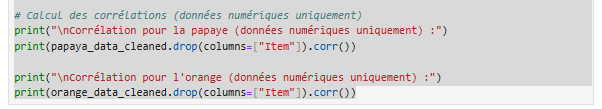 # Calcul des corrélations (données numériques uniquement)
print("\nCorrélation pour la papaye (données numériques uniquement) :")
print(papaya_data_cleaned.drop(columns=["Item"]).corr())
print("\nCorrélation pour l'orange (données numériques uniquement) :")
print(orange_data_cleaned.drop(columns=["Item"]).corr())